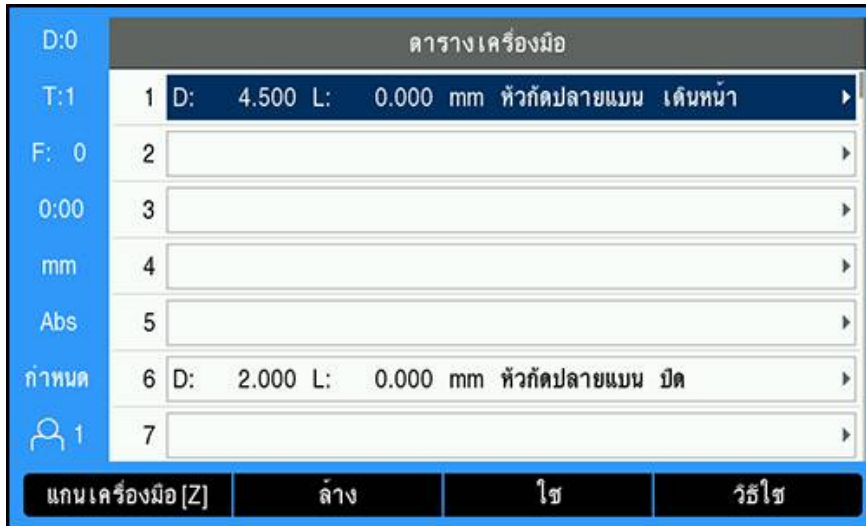 D:0
ตารางเครื่องมือ
T:1
1 D: 4.500 L: 0.000 mm หัวกัดปลายแบน เดินหน้า
F: 0
2
0:00
3
mm
4
Abs
5
กำหนด
6 D: 2.000 L: 0.000 mm หัวกัดปลายแบน ปิด
1
7
แกนเครื่องมือ [Z] ล้าง ใช้ วิธีใช้